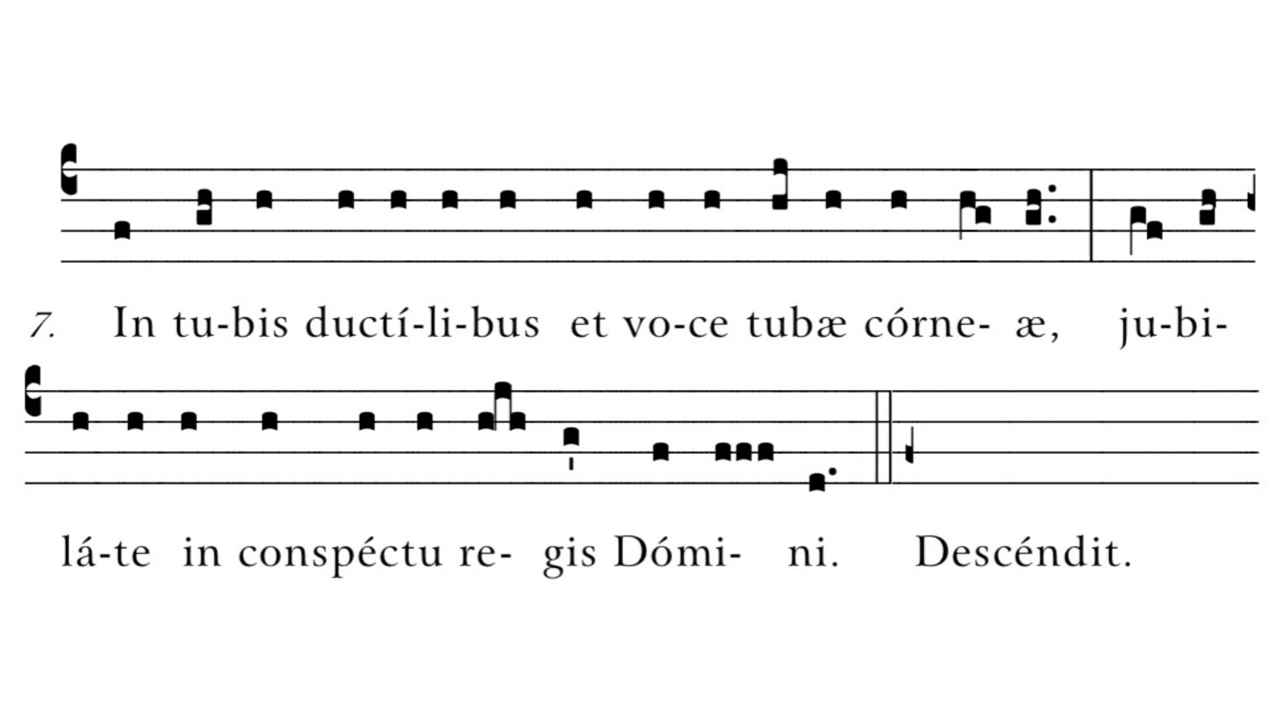 7. In tu-bis ductí-li-bus et vo-ce tubæ córne- æ, ju-bi-
lá-te in conspéctu re- gis Dómi- ni. Descéndit.